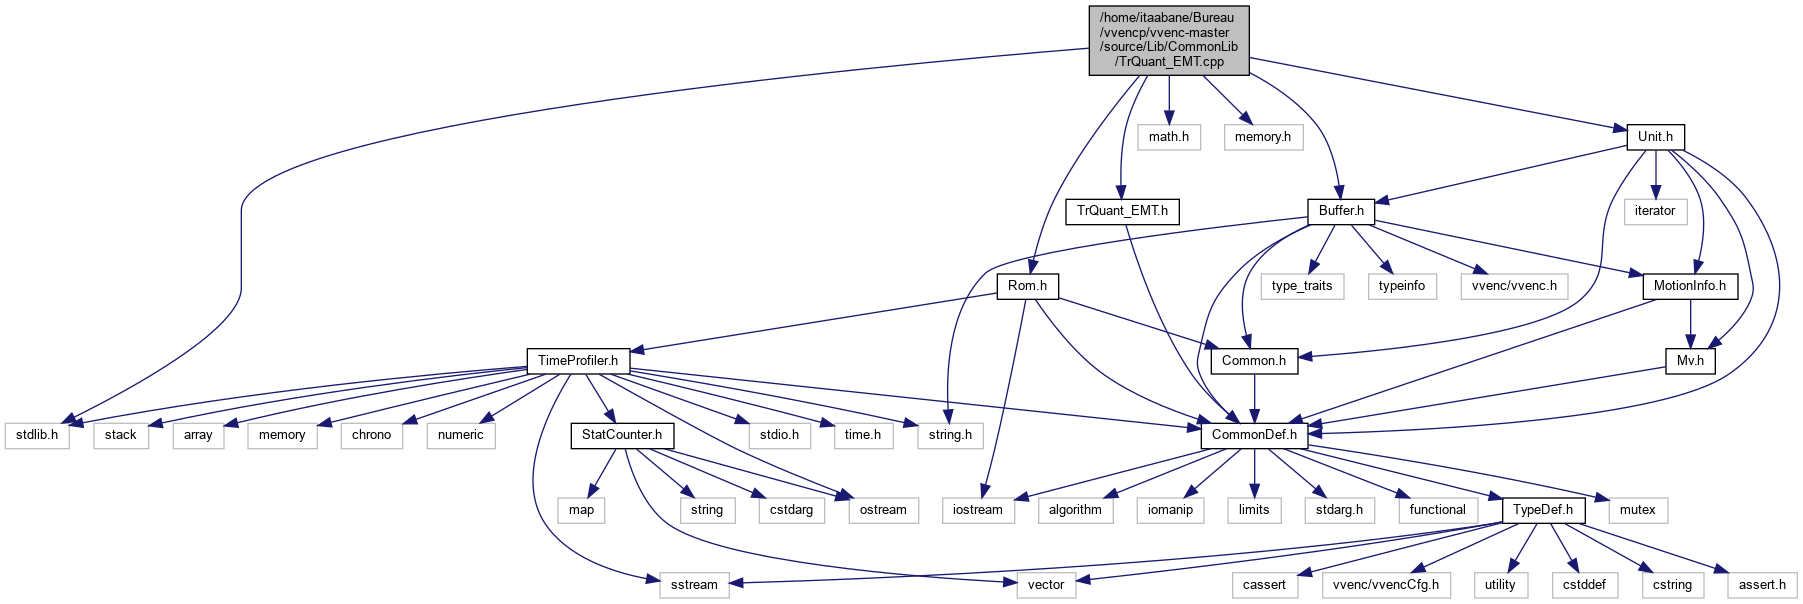 /home/itaabane/Bureau
/vvencp/vvenc-master
/source/Lib/CommonLib
/TrQuant_EMT.cpp
math.h
memory.h
Unit.h
TrQuant_EMT.h
Buffer.h
iterator
Rom.h
type_traits
typeinfo
vvenc/vvenc.h
MotionInfo.h
TimeProfiler.h
Common.h
Mv.h
stdlib.h
stack
array
memory
chrono
numeric
StatCounter.h
stdio.h
time.h
string.h
CommonDef.h
map
string
cstdarg
ostream
iostream
algorithm
iomanip
limits
stdarg.h
functional
TypeDef.h
mutex
sstream
vector
cassert
vvenc/vvencCfg.h
utility
cstddef
cstring
assert.h